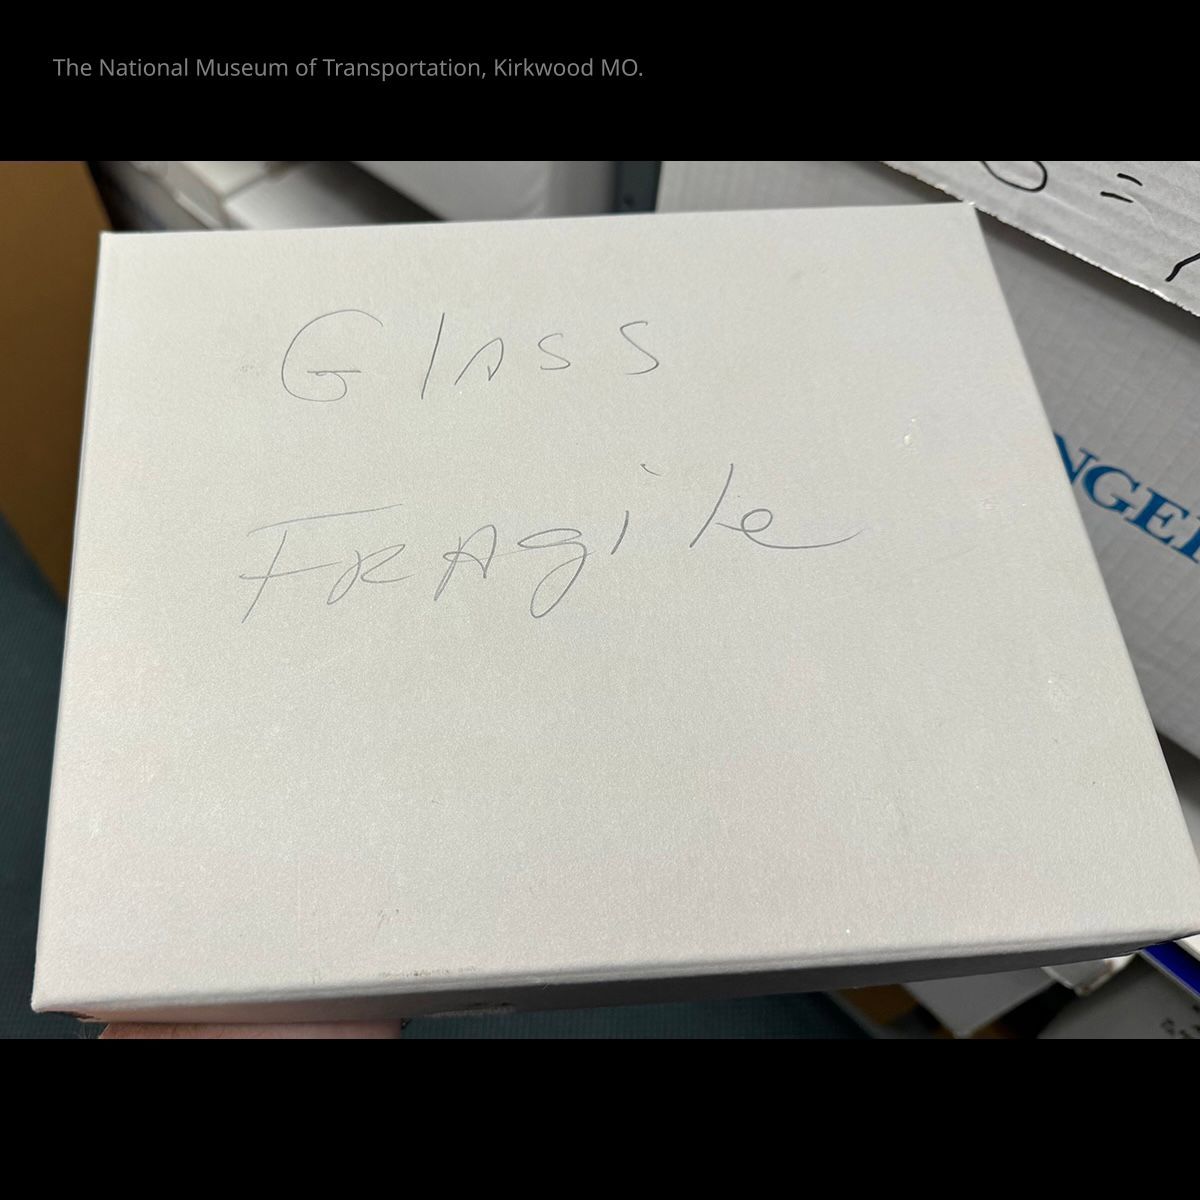 The National Museum of Transportation, Kirkwood MO.
Glass
FRAgile